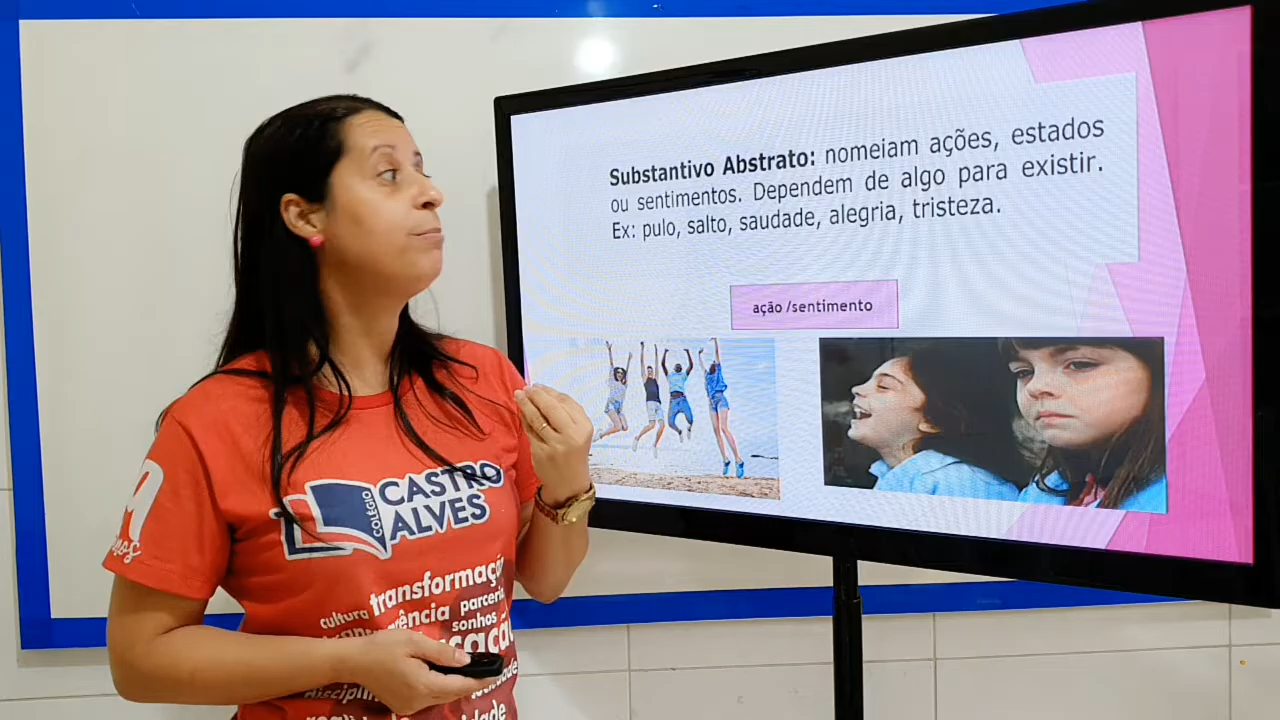 Substantivo Abstrato: nomeiam ações, estados
ou sentimentos. Dependem de algo para existir.
Ex: pulo, salto, saudade, alegria, tristeza.
ação /sentimento
COLÉGIO
CASTRO
ALVES
transformação
cultura
parceria
sonhos